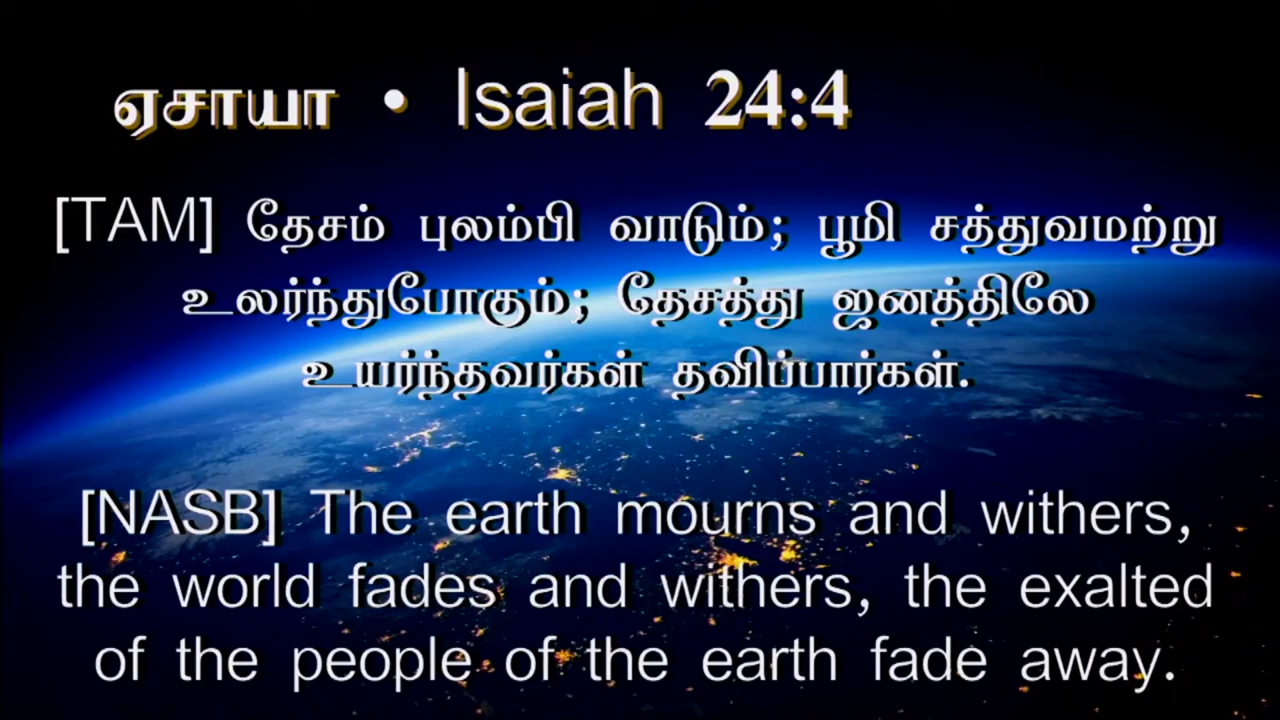 ஏசாயா • Isaiah 24:4
[TAM] தேசம் புலம்பி வாடும்; பூமி சத்துவமற்று
உலர்ந்துபோகும்; தேசத்து ஜனத்திலே
உயர்ந்தவர்கள் தவிப்பார்கள்.
[NASB] The earth mourns and withers,
the world fades and withers, the exalted
of the people of the earth fade away.